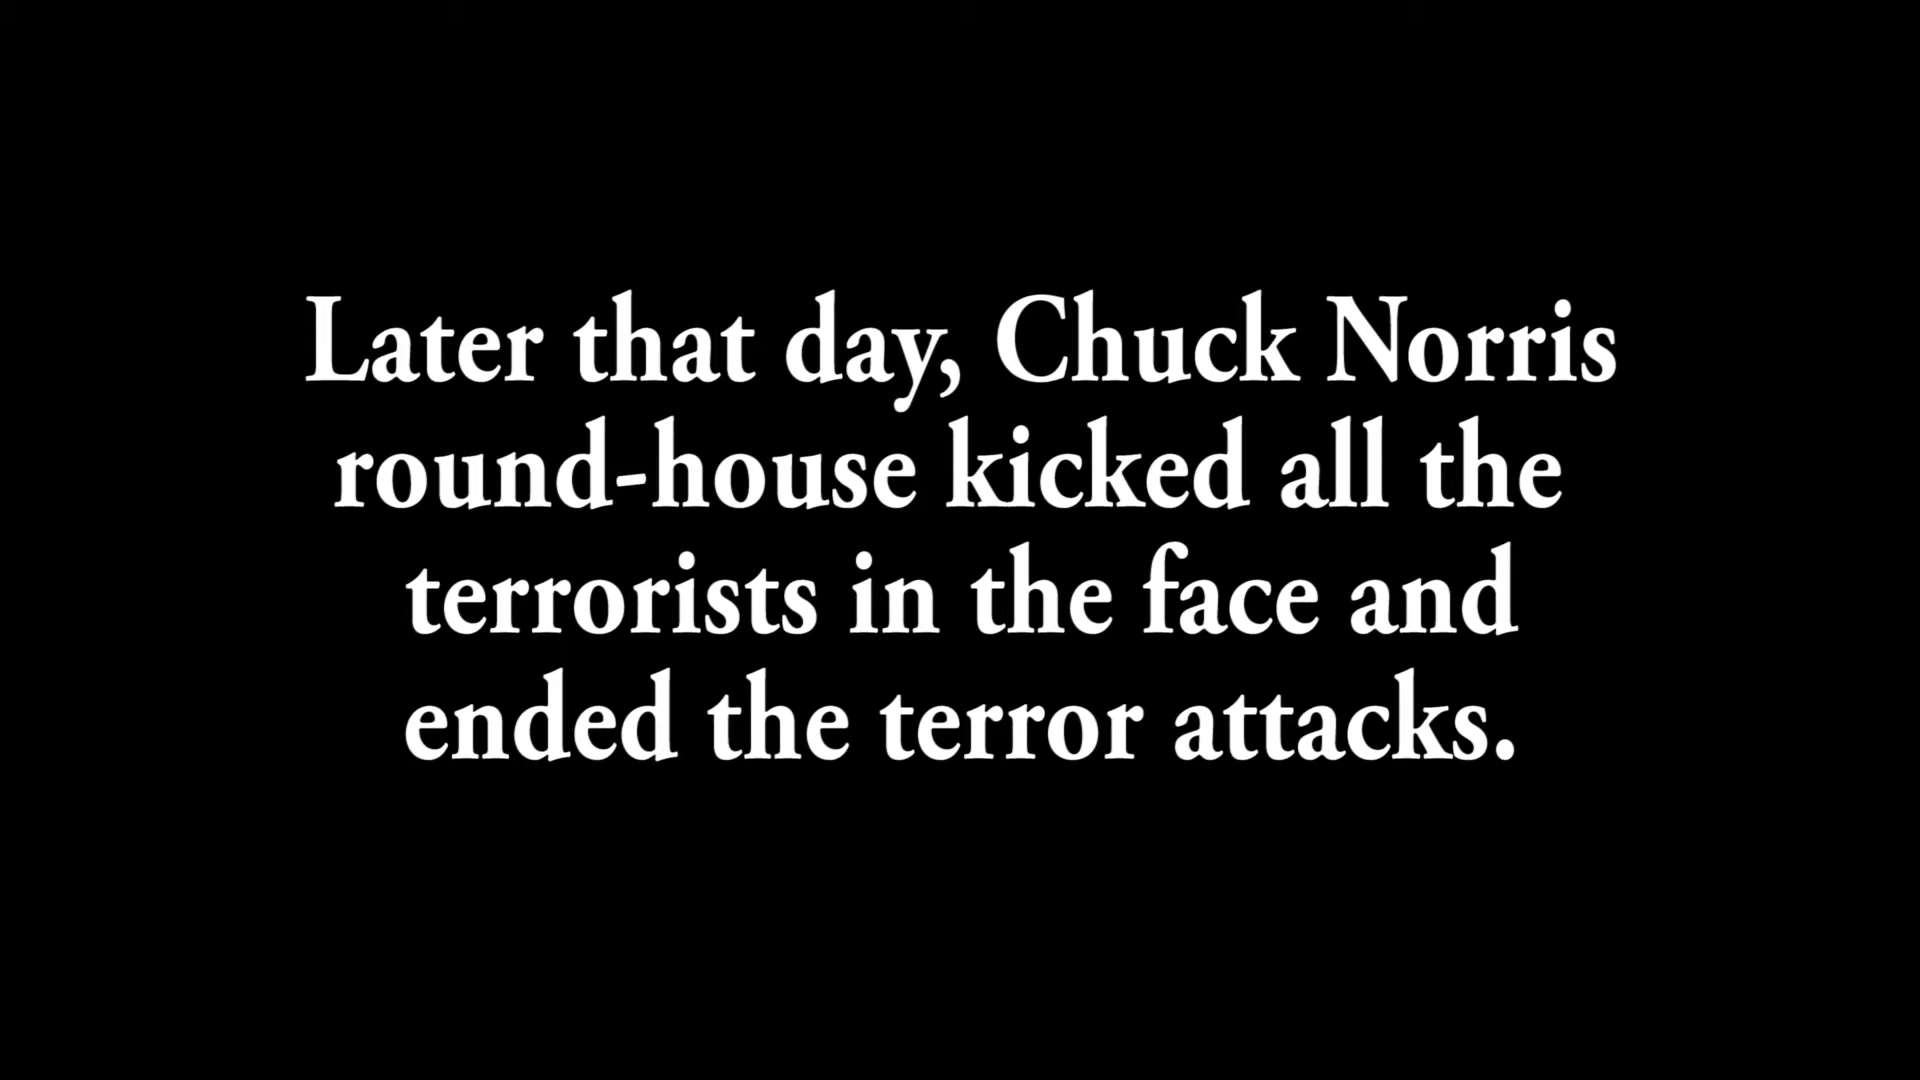 Later that day, Chuck Norris
round-house kicked all the
terrorists in the face and
ended the terror attacks.